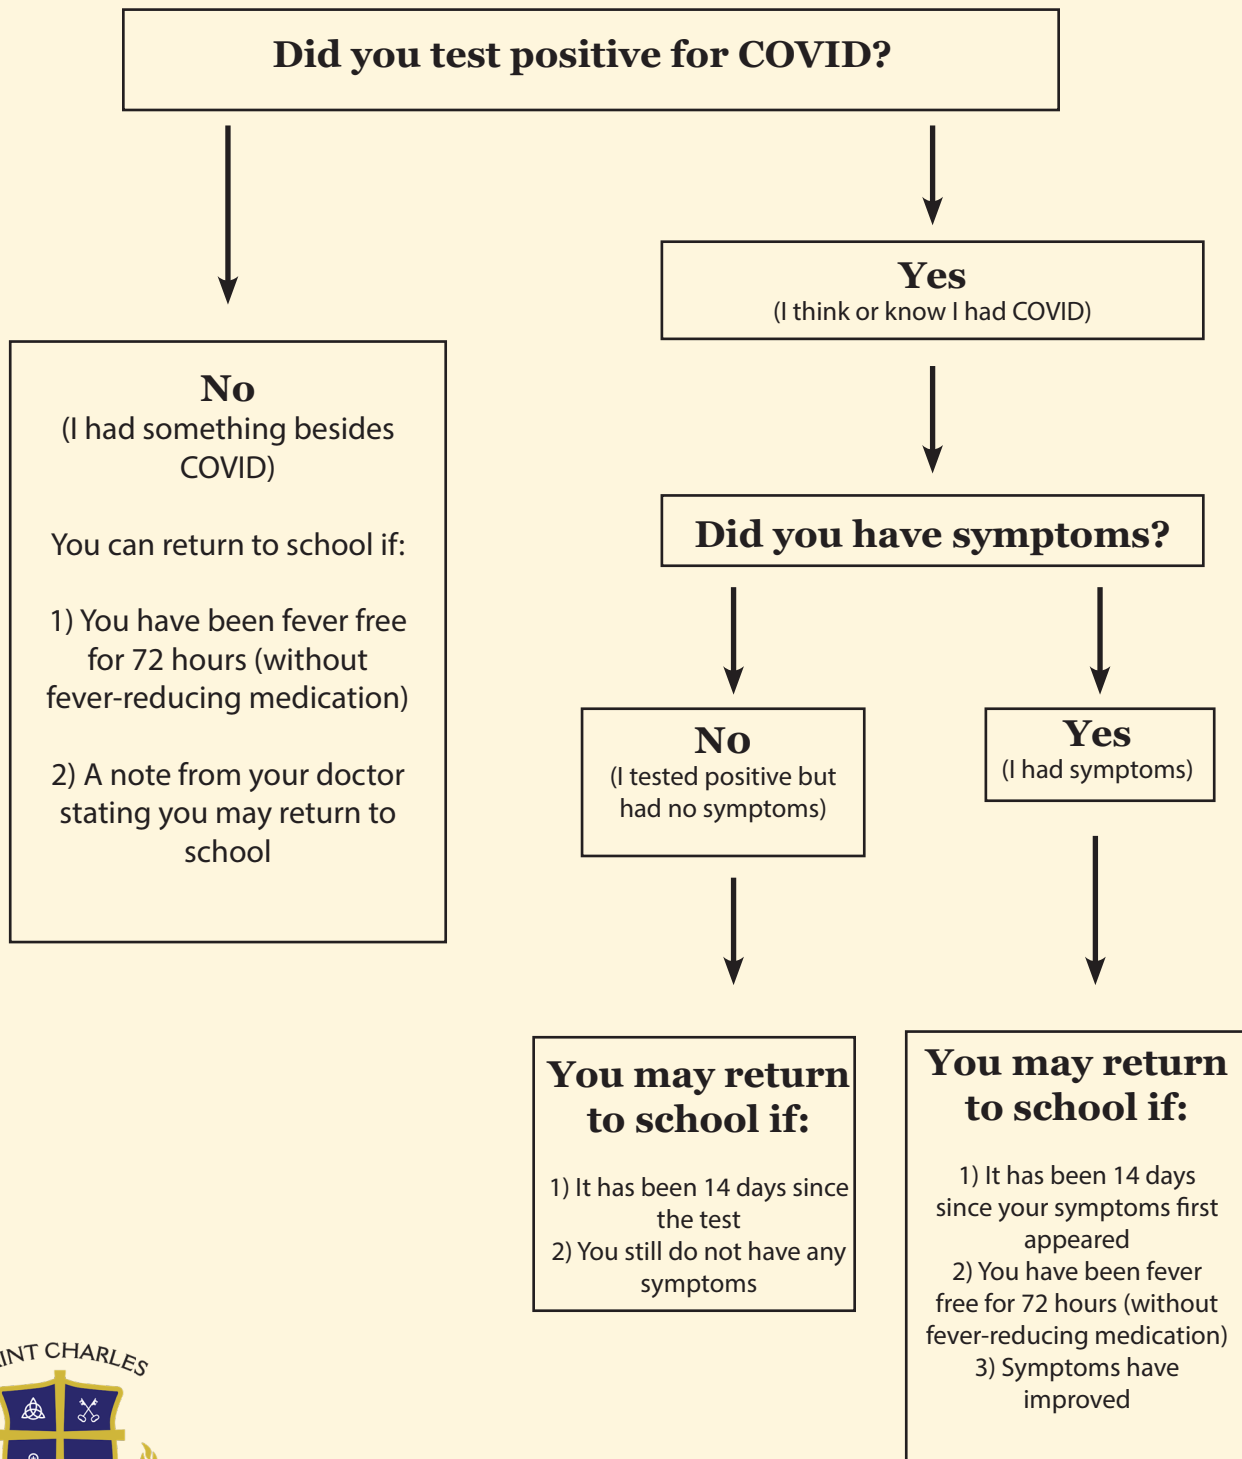 Did you test positive for COVID?
Yes
(I think or know I had COVID)
No
(I had something besides
COVID)
You can return to school if:
1) You have been fever free
for 72 hours (without
fever-reducing medication)
2) A note from your doctor
stating you may return to
school
Did you have symptoms?
No
(I tested positive but
had no symptoms)
Yes
(I had symptoms)
You may return
to school if:
1) It has been 14 days since
the test
2) You still do not have any
symptoms
You may return
to school if:
1) It has been 14 days
since your symptoms first
appeared
2) You have been fever
free for 72 hours (without
fever-reducing medication)
3) Symptoms have
improved
CHARLES